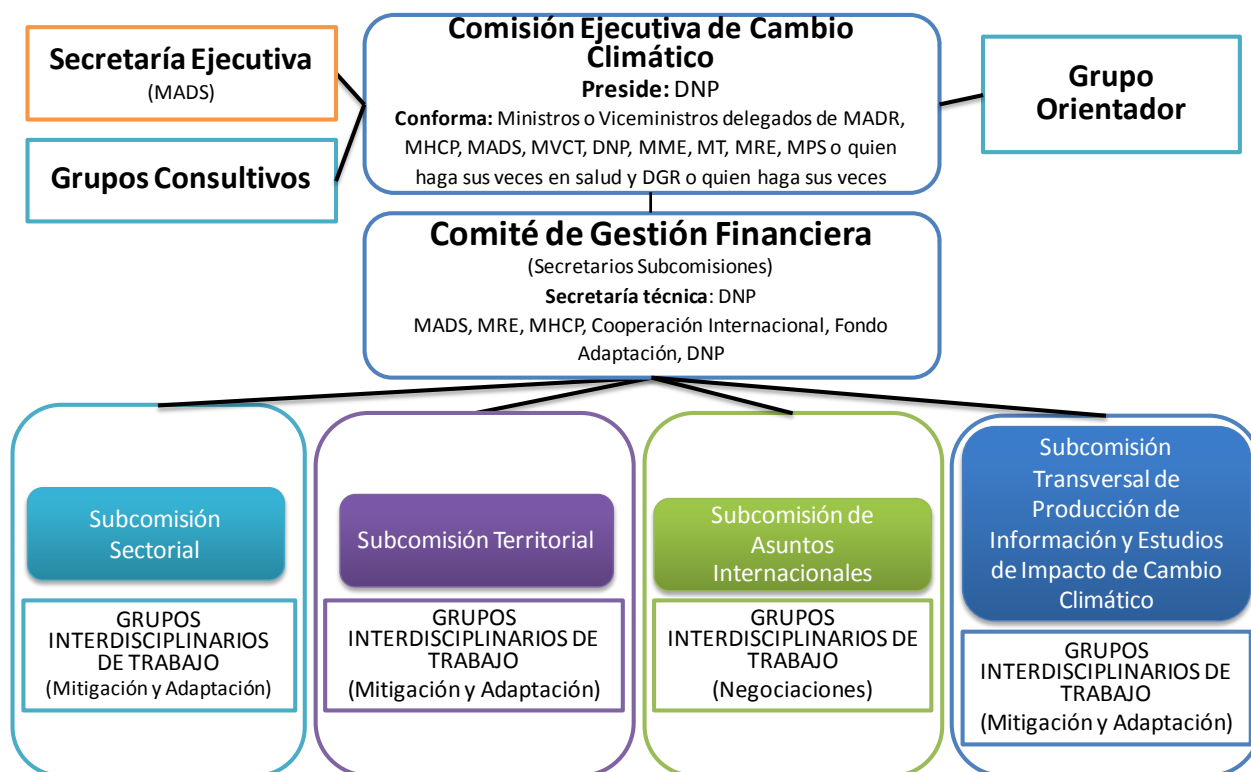 Secretaría Ejecutiva
(MADS)
Grupos Consultivos
Comisión Ejecutiva de Cambio
Climático
Preside: DNP
Conforma: Ministros o Viceministros delegados de MADR,
MHCP, MADS, MVCT, DNP, MME, MT, MRE, MPS o quien
haga sus veces en salud y DGR o quien haga sus veces
Grupo
Orientador
Comité de Gestión Financiera
(Secretarios Subcomisiones)
Secretaría técnica: DNP
MADS, MRE, MHCP, Cooperación Internacional, Fondo
Adaptación, DNP
Subcomisión
Sectorial
GRUPOS
INTERDISCIPLINARIOS
DE TRABAJO
(Mitigación y Adaptación)
Subcomisión Territorial
GRUPOS
INTERDISCIPLINARIOS DE
TRABAJO
(Mitigación y Adaptación)
Subcomisión de
Asuntos
Internacionales
GRUPOS
INTERDISCIPLINARIOS DE
TRABAJO
(Negociaciones)
Subcomisión
Transversal de
Producción de
Información y Estudios
de Impacto de Cambio
Climático
GRUPOS
INTERDISCIPLINARIOS DE
TRABAJO
(Mitigación y Adaptación)